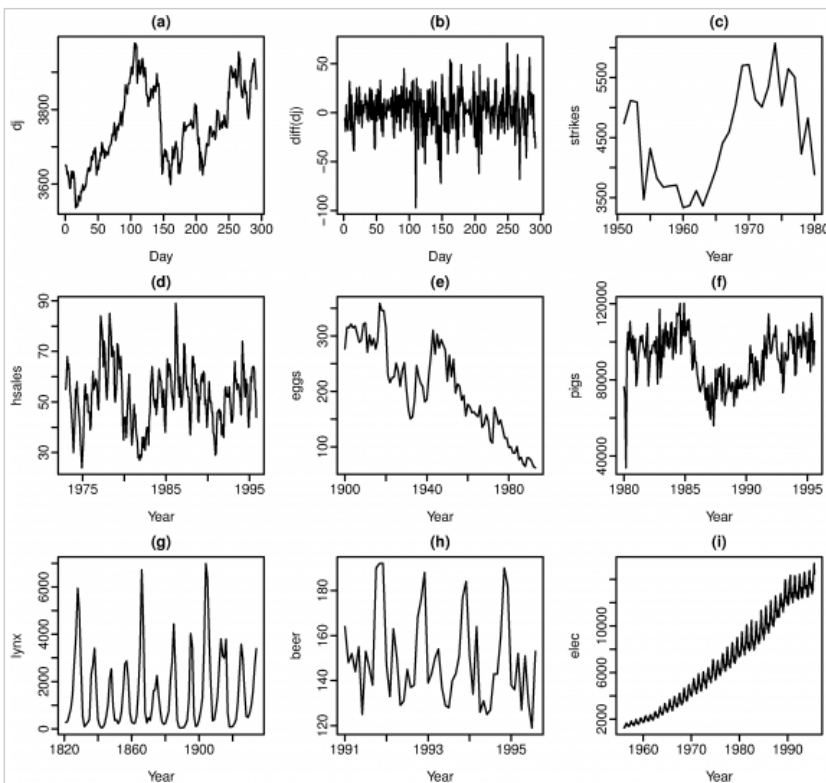 (a)
dj
3600 3800
0 50 100 150 200 250 300
Day
(b)
diff(dj)
−100 −50 0 50
0 50 100 150 200 250 300
Day
(c)
strikes
3500 4500 5500
1950 1960 1970 1980
Year
(d)
hsales
30 50 70 90
1975 1985 1995
Year
(e)
eggs
100 200 300
1900 1940 1980
Year
(f)
pigs
40000 80000 120000
1980 1985 1990 1995
Year
(g)
lynx
0 2000 4000 6000
1820 1860 1900
Year
(h)
beer
120 140 160 180
1991 1993 1995
Year
(i)
elec
2000 6000 10000
1960 1970 1980 1990
Year